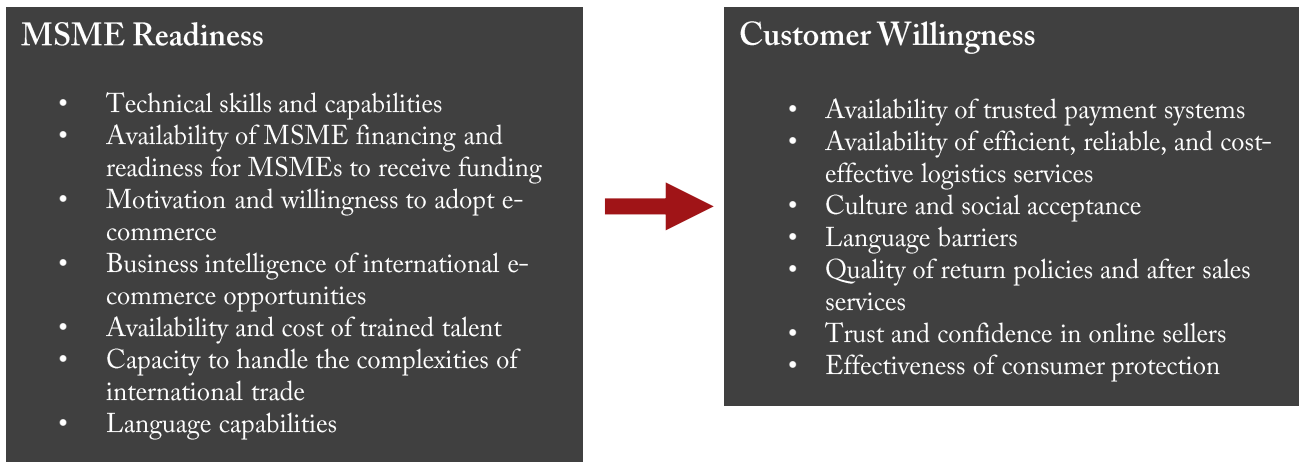 MSME Readiness
• Technical skills and capabilities
• Availability of MSME financing and
readiness for MSMEs to receive funding
• Motivation and willingness to adopt e-
commerce
• Business intelligence of international e-
commerce opportunities
• Availability and cost of trained talent
• Capacity to handle the complexities of
international trade
• Language capabilities
Customer Willingness
• Availability of trusted payment systems
• Availability of efficient, reliable, and cost-
effective logistics services
• Culture and social acceptance
• Language barriers
• Quality of return policies and after sales
services
• Trust and confidence in online sellers
• Effectiveness of consumer protection